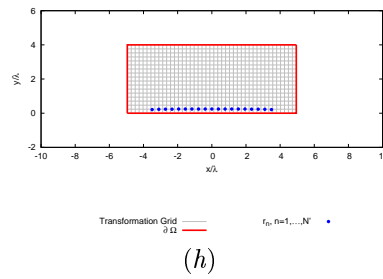 6
4
2
0
-2
y/λ
-10 -8 -6 -4 -2 0 2 4 6 8 1
x/λ
Transformation Grid
r_n, n=1,...,N'
∂ Ω
(h)